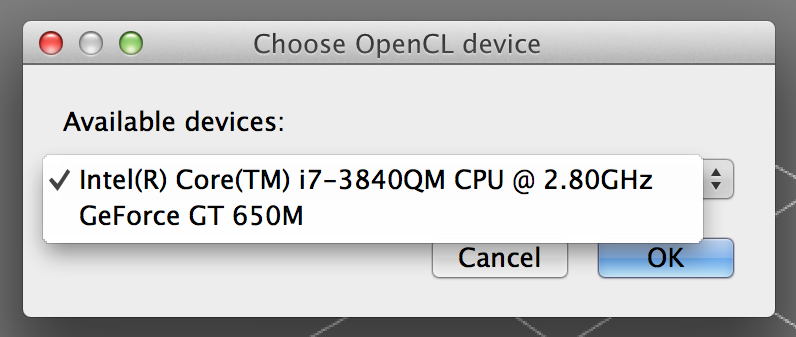 Choose OpenCL device
Available devices:
Intel(R) Core(TM) i7-3840QM CPU @ 2.80GHz
GeForce GT 650M
Cancel OK